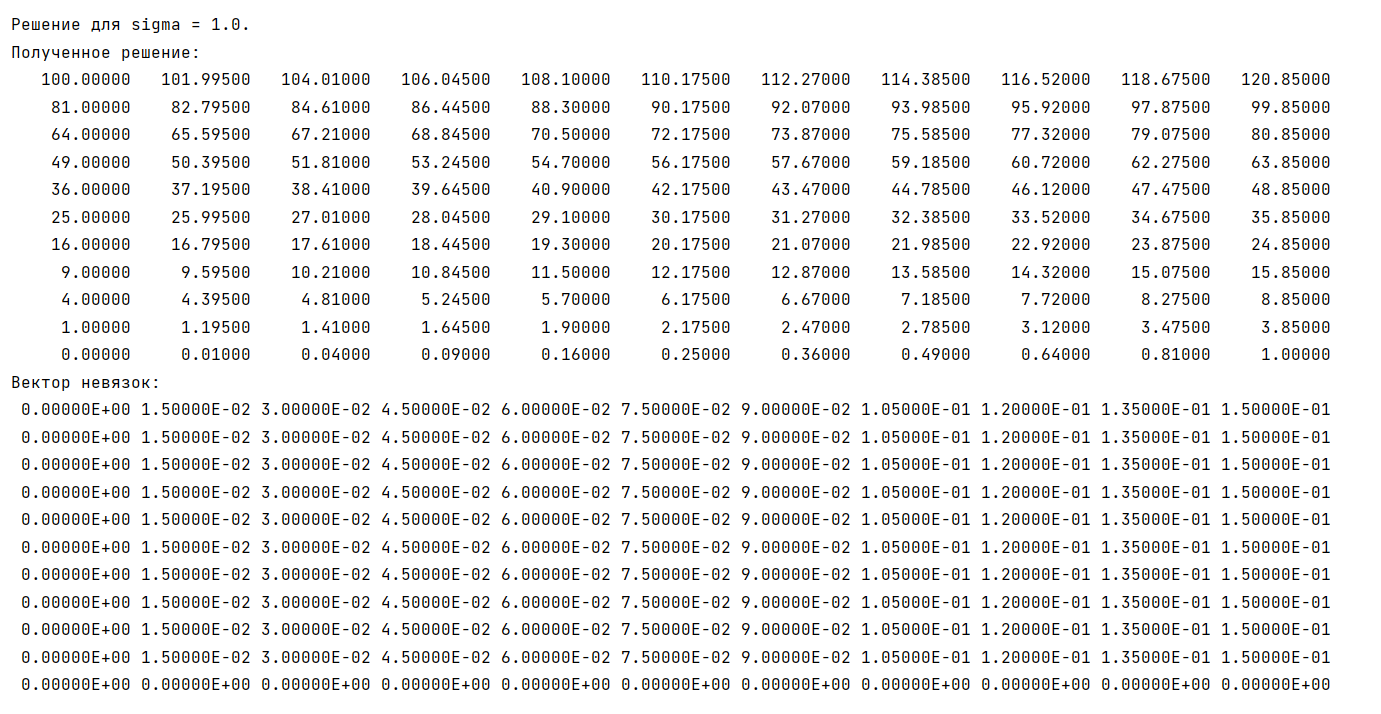 Решение для sigma = 1.0.
Полученное решение:
100.00000 101.99500 104.01000 106.04500 108.10000 110.17500 112.27000 114.38500 116.52000 118.67500 120.85000
81.00000 82.79500 84.61000 86.44500 88.30000 90.17500 92.07000 93.98500 95.92000 97.87500 99.85000
64.00000 65.59500 67.21000 68.84500 70.50000 72.17500 73.87000 75.58500 77.32000 79.07500 80.85000
49.00000 50.39500 51.81000 53.24500 54.70000 56.17500 57.67000 59.18500 60.72000 62.27500 63.85000
36.00000 37.19500 38.41000 39.64500 40.90000 42.17500 43.47000 44.78500 46.12000 47.47500 48.85000
25.00000 25.99500 27.01000 28.04500 29.10000 30.17500 31.27000 32.38500 33.52000 34.67500 35.85000
16.00000 16.79500 17.61000 18.44500 19.30000 20.17500 21.07000 21.98500 22.92000 23.87500 24.85000
9.00000 9.59500 10.21000 10.84500 11.50000 12.17500 12.87000 13.58500 14.32000 15.07500 15.85000
4.00000 4.39500 4.81000 5.24500 5.70000 6.17500 6.67000 7.18500 7.72000 8.27500 8.85000
1.00000 1.19500 1.41000 1.64500 1.90000 2.17500 2.47000 2.78500 3.12000 3.47500 3.85000
0.00000 0.01000 0.04000 0.09000 0.16000 0.25000 0.36000 0.49000 0.64000 0.81000 1.00000
Вектор невязок:
0.00000E+00 1.50000E-02 3.00000E-02 4.50000E-02 6.00000E-02 7.50000E-02 9.00000E-02 1.05000E-01 1.20000E-01 1.35000E-01 1.50000E-01
0.00000E+00 1.50000E-02 3.00000E-02 4.50000E-02 6.00000E-02 7.50000E-02 9.00000E-02 1.05000E-01 1.20000E-01 1.35000E-01 1.50000E-01
0.00000E+00 1.50000E-02 3.00000E-02 4.50000E-02 6.00000E-02 7.50000E-02 9.00000E-02 1.05000E-01 1.20000E-01 1.35000E-01 1.50000E-01
0.00000E+00 1.50000E-02 3.00000E-02 4.50000E-02 6.00000E-02 7.50000E-02 9.00000E-02 1.05000E-01 1.20000E-01 1.35000E-01 1.50000E-01
0.00000E+00 1.50000E-02 3.00000E-02 4.50000E-02 6.00000E-02 7.50000E-02 9.00000E-02 1.05000E-01 1.20000E-01 1.35000E-01 1.50000E-01
0.00000E+00 1.50000E-02 3.00000E-02 4.50000E-02 6.00000E-02 7.50000E-02 9.00000E-02 1.05000E-01 1.20000E-01 1.35000E-01 1.50000E-01
0.00000E+00 1.50000E-02 3.00000E-02 4.50000E-02 6.00000E-02 7.50000E-02 9.00000E-02 1.05000E-01 1.20000E-01 1.35000E-01 1.50000E-01
0.00000E+00 1.50000E-02 3.00000E-02 4.50000E-02 6.00000E-02 7.50000E-02 9.00000E-02 1.05000E-01 1.20000E-01 1.35000E-01 1.50000E-01
0.00000E+00 1.50000E-02 3.00000E-02 4.50000E-02 6.00000E-02 7.50000E-02 9.00000E-02 1.05000E-01 1.20000E-01 1.35000E-01 1.50000E-01
0.00000E+00 1.50000E-02 3.00000E-02 4.50000E-02 6.00000E-02 7.50000E-02 9.00000E-02 1.05000E-01 1.20000E-01 1.35000E-01 1.50000E-01
0.00000E+00 0.00000E+00 0.00000E+00 0.00000E+00 0.00000E+00 0.00000E+00 0.00000E+00 0.00000E+00 0.00000E+00 0.00000E+00 0.00000E+00